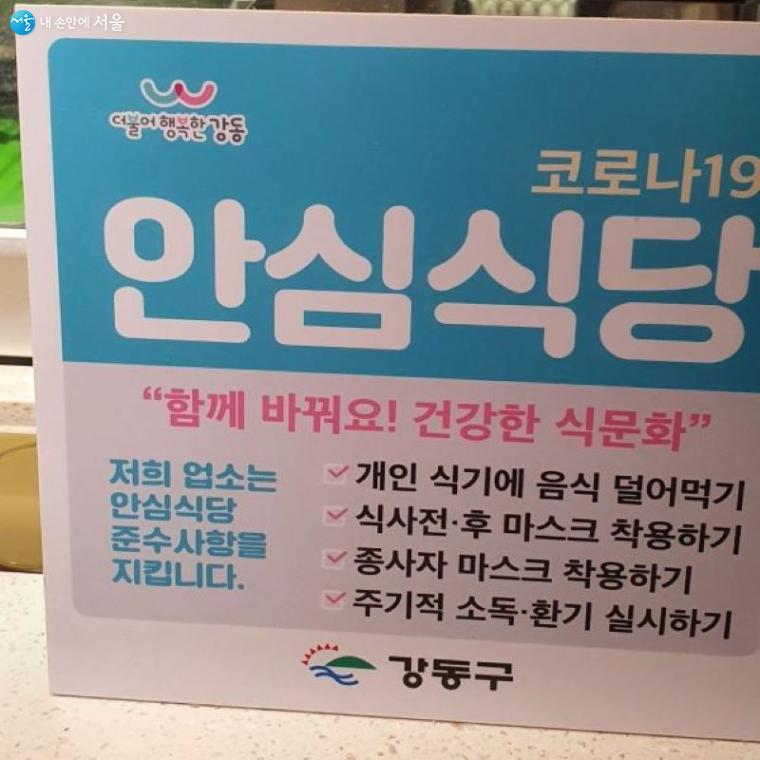 서울 내 손안에 서울
더불어 행복한 강동
코로나19
안심식당
“함께 바꿔요! 건강한 식문화”
저희 업소는
안심식당
준수사항을
지킵니다.
개인 식기에 음식 덜어먹기
식사전·후 마스크 착용하기
종사자 마스크 착용하기
주기적 소독·환기 실시하기
강동구